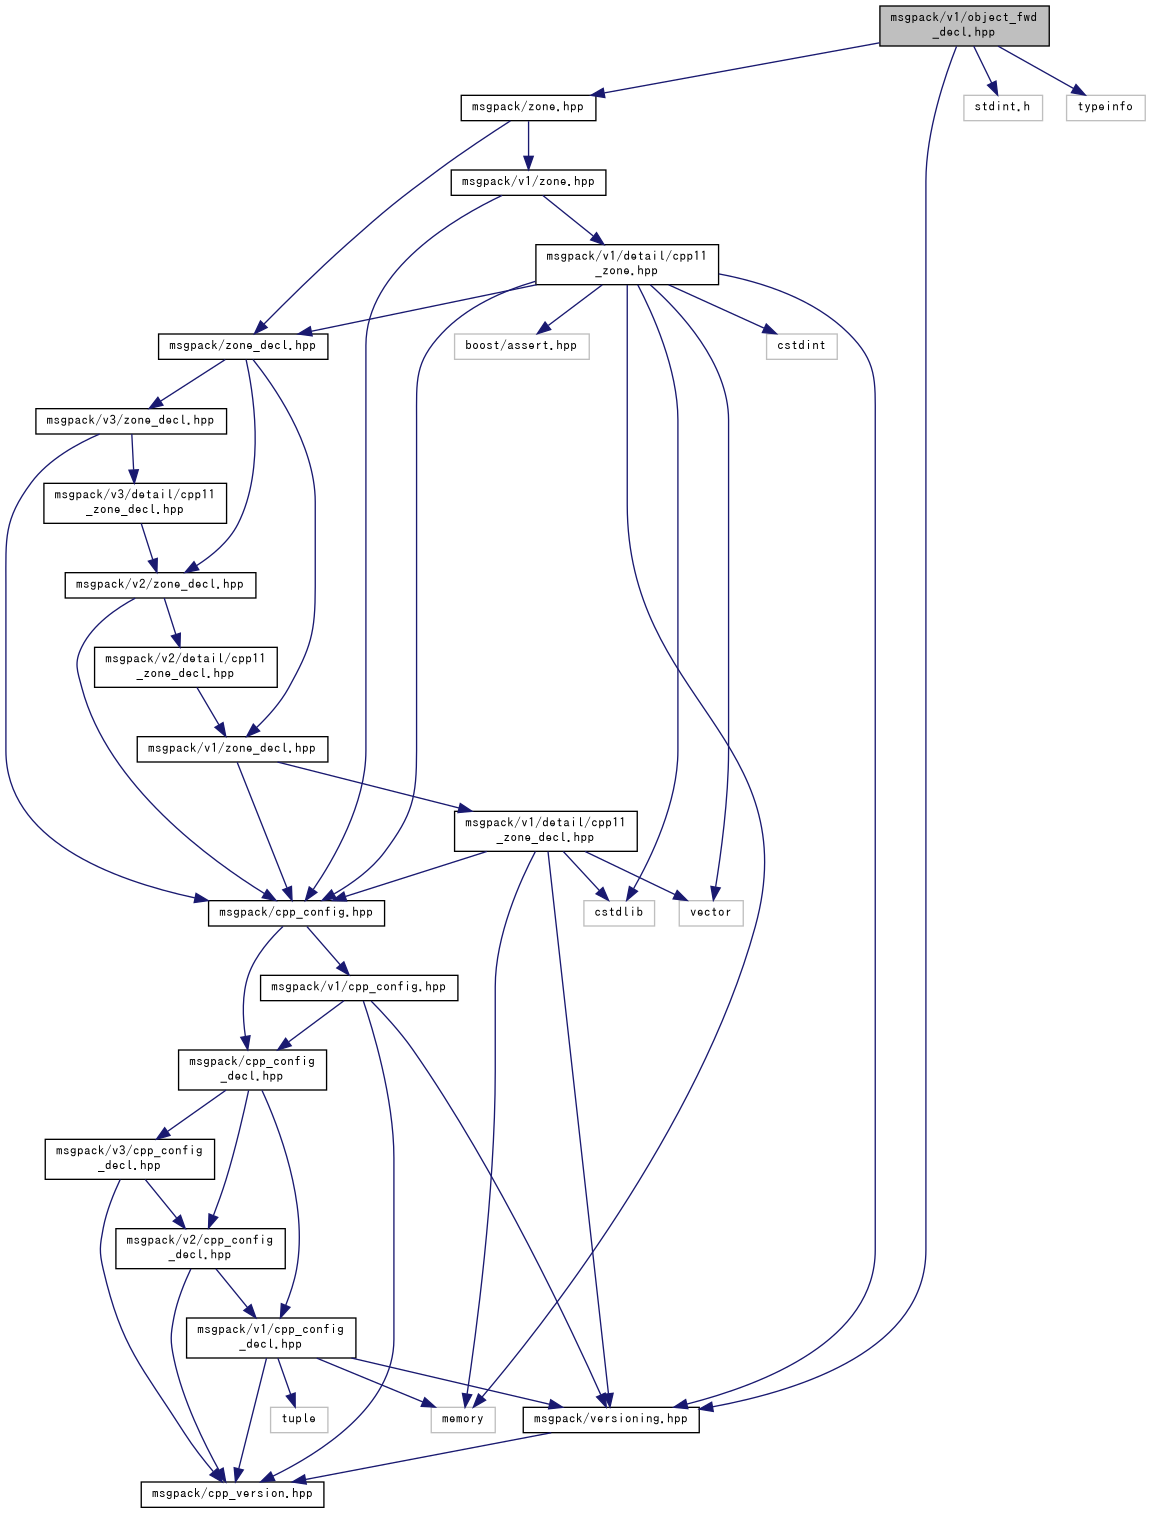 msgpack/v1/object_fwd
_decl.hpp
msgpack/zone.hpp
stdint.h
typeinfo
msgpack/v1/zone.hpp
msgpack/v1/detail/cpp11
_zone.hpp
msgpack/zone_decl.hpp
boost/assert.hpp
cstdint
msgpack/v3/zone_decl.hpp
msgpack/v3/detail/cpp11
_zone_decl.hpp
msgpack/v2/zone_decl.hpp
msgpack/v2/detail/cpp11
_zone_decl.hpp
msgpack/v1/zone_decl.hpp
msgpack/v1/detail/cpp11
_zone_decl.hpp
msgpack/cpp_config.hpp
cstdlib
vector
msgpack/v1/cpp_config.hpp
msgpack/cpp_config
_decl.hpp
msgpack/v3/cpp_config
_decl.hpp
msgpack/v2/cpp_config
_decl.hpp
msgpack/v1/cpp_config
_decl.hpp
tuple
memory
msgpack/versioning.hpp
msgpack/cpp_version.hpp